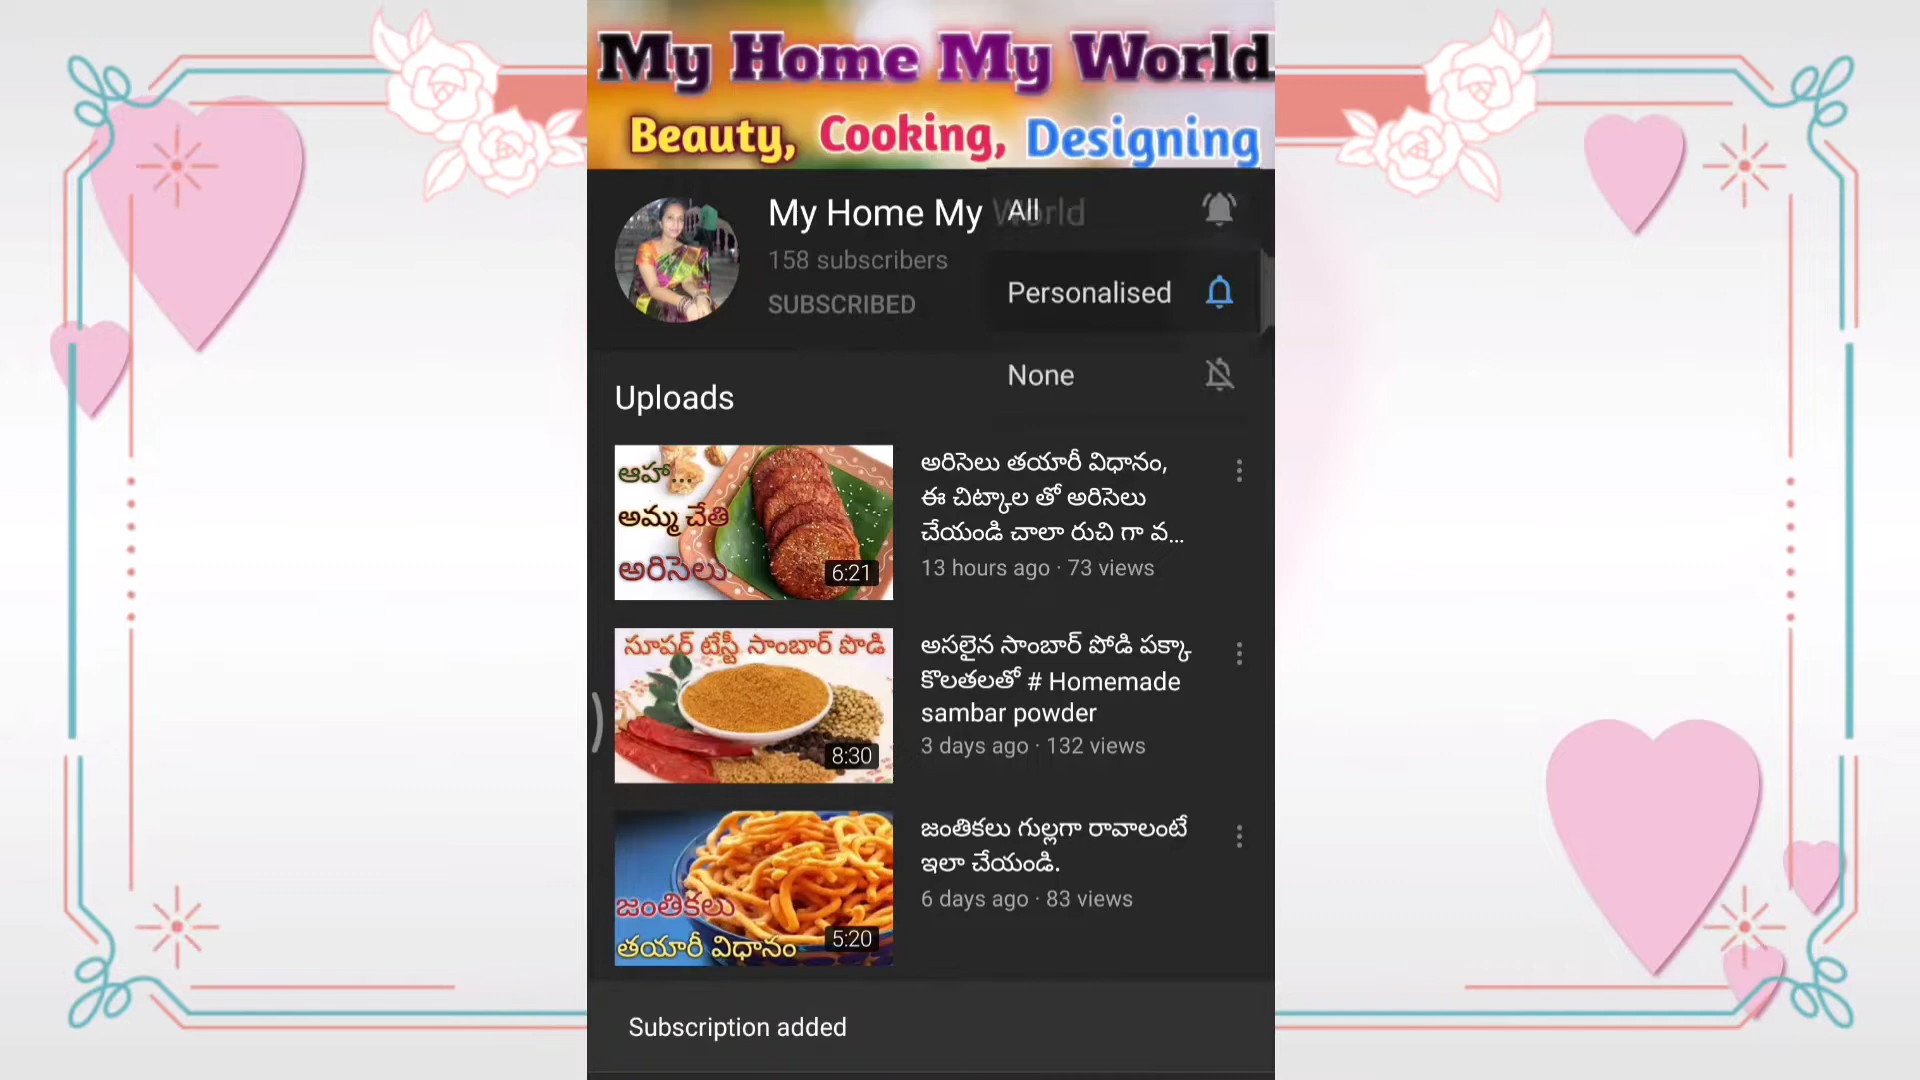 My Home My World
Beauty, Cooking, Designing
My Home My World
158 subscribers
SUBSCRIBED
All
Personalised
None
Uploads
ఆహా...
అమ్మ చేతి
అరిసెలు
6:21
అరిసెలు తయారీ విధానం,
ఈ చిట్కాల తో అరిసెలు
చేయండి చాలా రుచి గా వ...
13 hours ago · 73 views
సూపర్ టేస్టీ సాంబార్ పొడి
8:30
అసలైన సాంబార్ పోడి పక్కా
కొలతలతో # Homemade
sambar powder
3 days ago · 132 views
జంతికలు
తయారీ విధానం
5:20
జంతికలు గుల్లగా రావాలంటే
ఇలా చేయండి.
6 days ago · 83 views
Subscription added